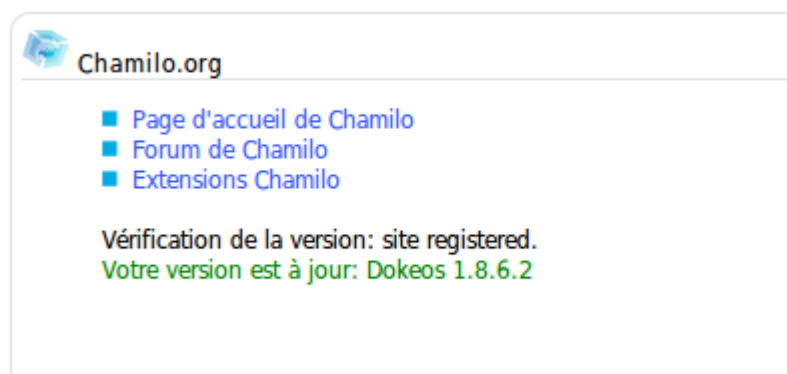 Chamilo.org
Page d'accueil de Chamilo
Forum de Chamilo
Extensions Chamilo
Vérification de la version: site registered.
Votre version est à jour: Dokeos 1.8.6.2